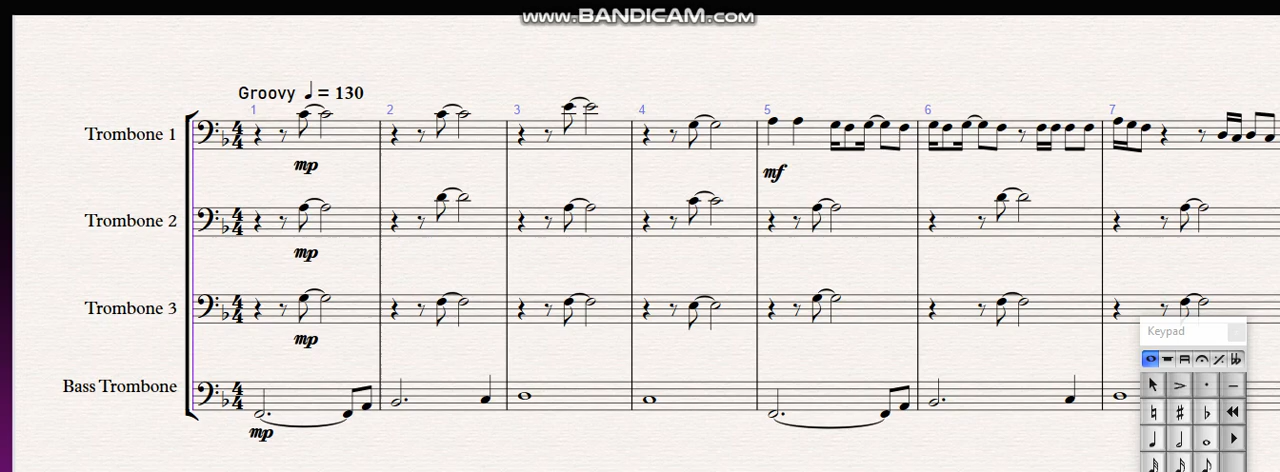 www.BANDICAM.com
Groovy ♩ = 130
1 2 3 4 5 6 7
Trombone 1
mp mf
Trombone 2
mp
Trombone 3
mp
Keypad
Bass Trombone
mp